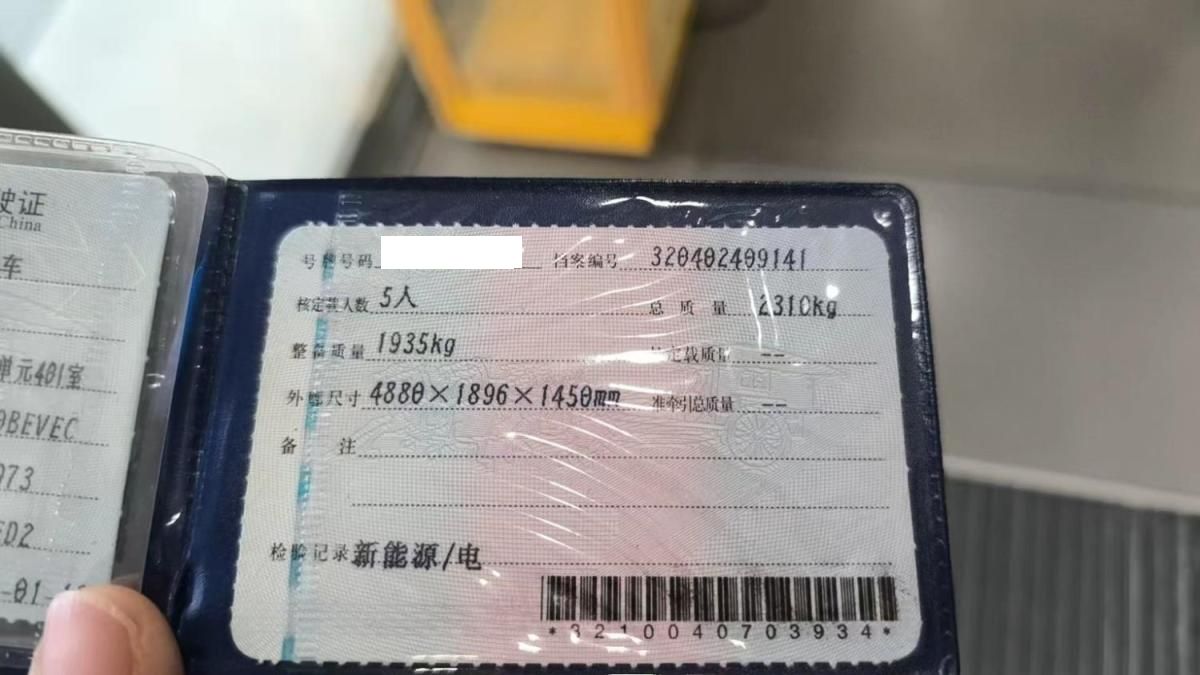 驶证
China
车
单元401室
0BEVEC
973
ED2
-01-
号牌号码 档案编号 320402409141
核定载人数 5人 总质量 2310kg
整备质量 1935kg 核定载质量 --
外廓尺寸 4880×1896×1450mm 准牵引总质量 --
备注
检验记录 新能源/电
*3210040703934*